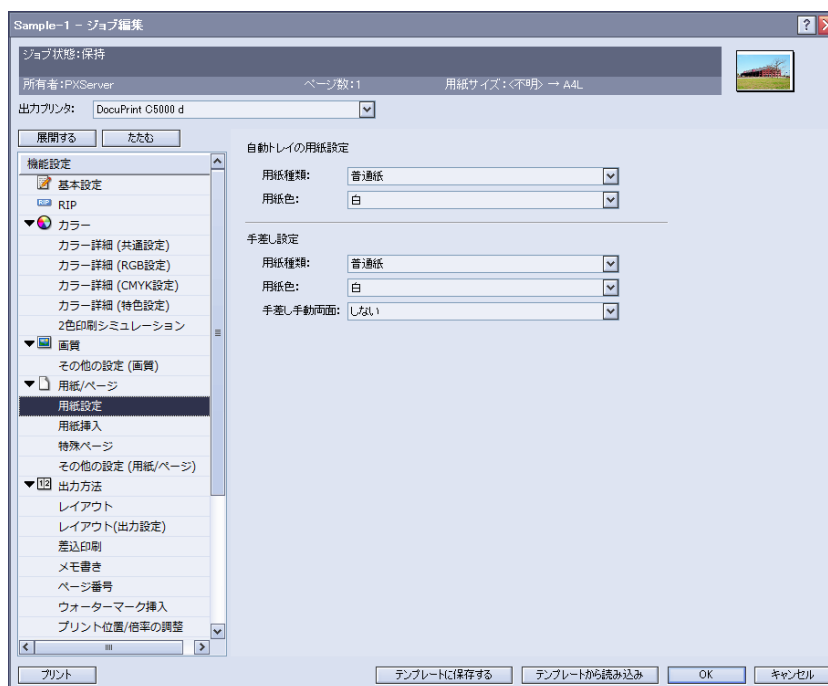 Sample-1 - ジョブ編集
ジョブ状態:保持
所有者:PXServer ページ数:1 用紙サイズ:<不明> → A4L
出力プリンタ: DocuPrint C5000 d
展開する たたむ
機能設定
基本設定
RIP RIP
カラー
カラー詳細 (共通設定)
カラー詳細 (RGB設定)
カラー詳細 (CMYK設定)
カラー詳細 (特色設定)
2色印刷シミュレーション
画質
その他の設定 (画質)
用紙/ページ
用紙設定
用紙挿入
特殊ページ
その他の設定 (用紙/ページ)
12 出力方法
レイアウト
レイアウト(出力設定)
差込印刷
メモ書き
ページ番号
ウォーターマーク挿入
プリント位置/倍率の調整
自動トレイの用紙設定
用紙種類: 普通紙
用紙色: 白
手差し設定
用紙種類: 普通紙
用紙色: 白
手差し手動両面: しない
プリント テンプレートに保存する テンプレートから読み込み OK キャンセル